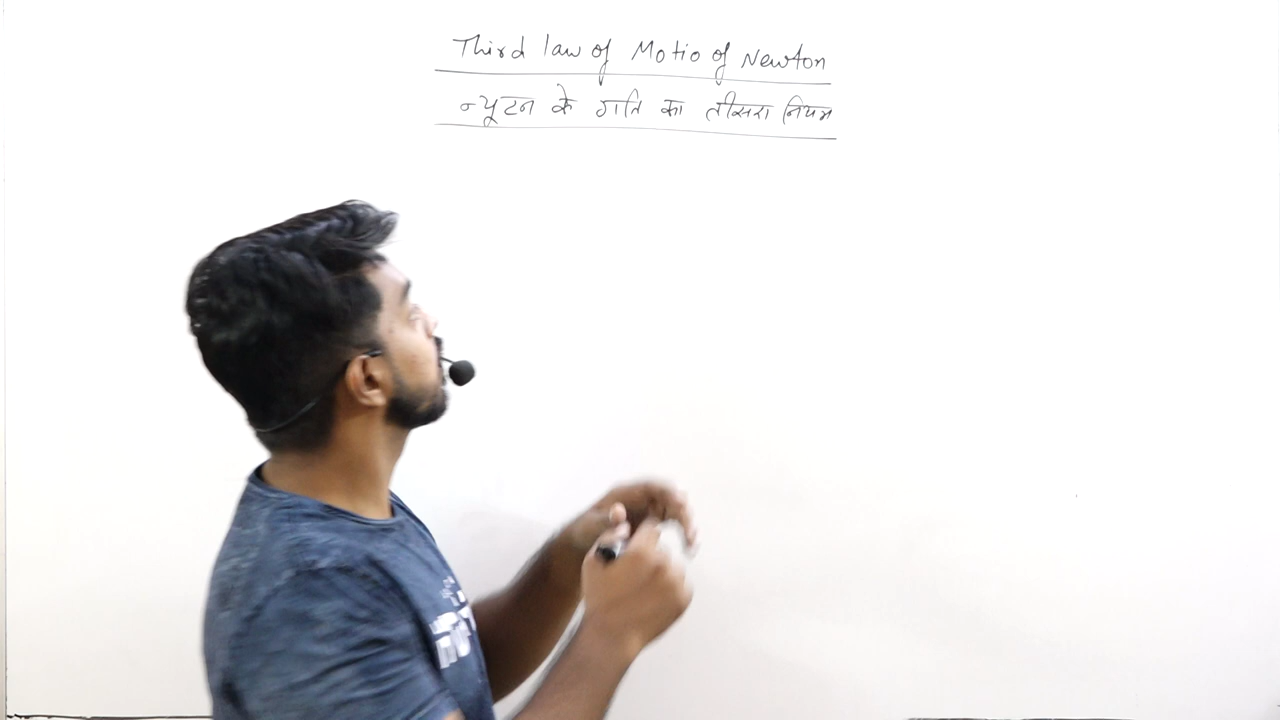 Third law of Motio of Newton
न्यूटन के गति का तीसरा नियम